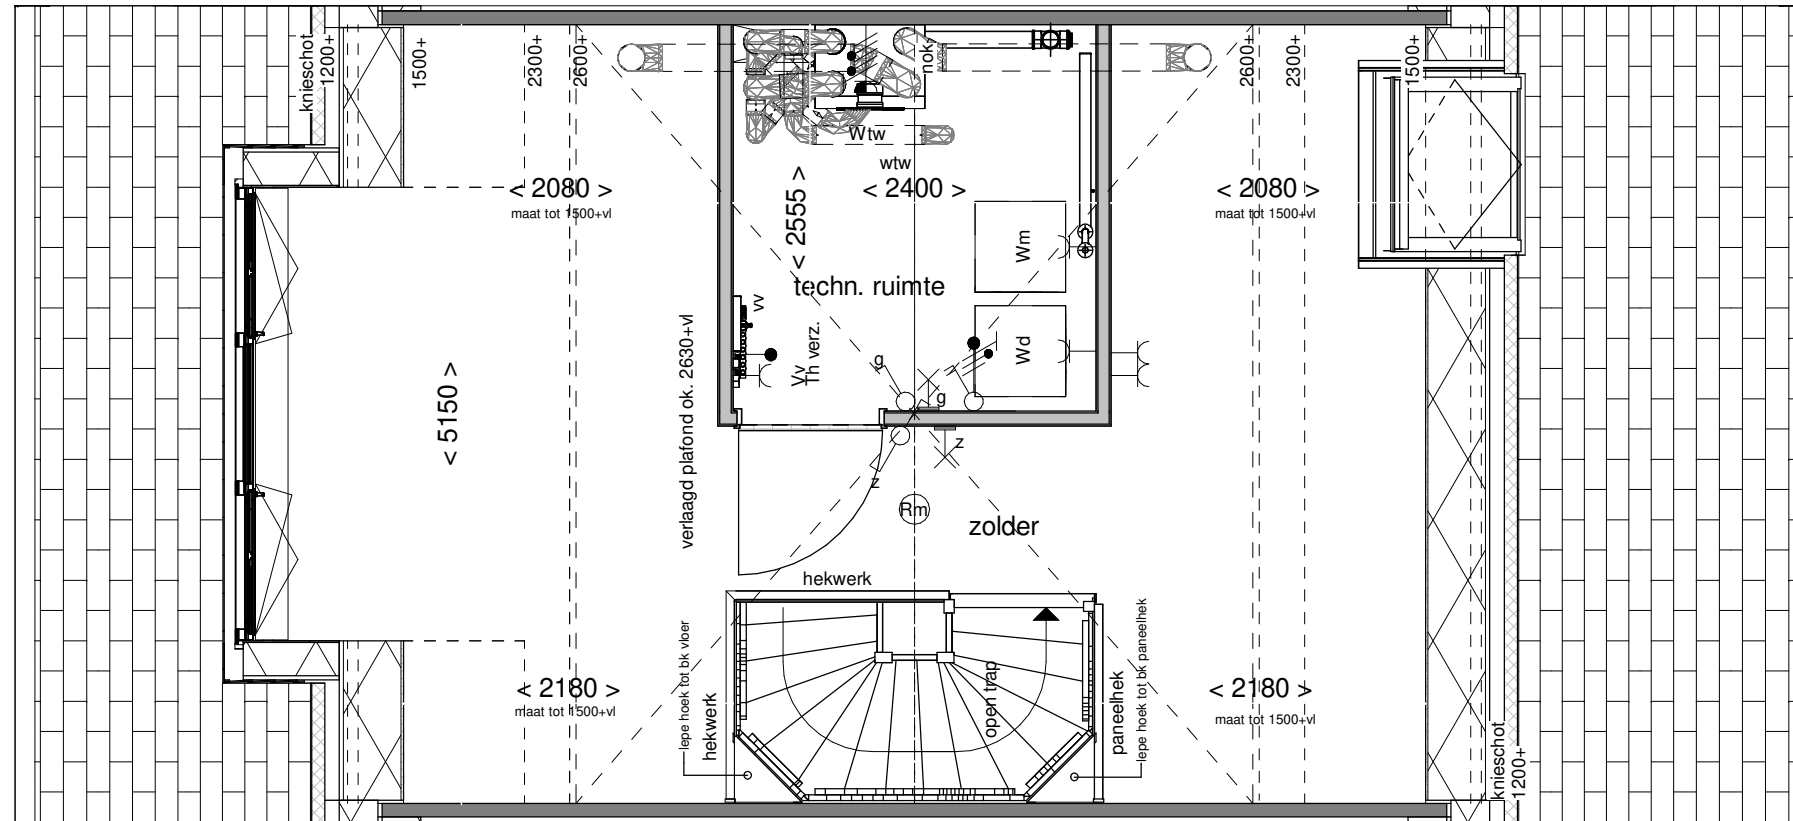 knieschot
1200+
1500+
2300+
2600+
nok
2600+
2300+
1500+
Wtw
wtw
< 2080 >
maat tot 1500+vl
< 2555 >
< 2400 >
< 2080 >
maat tot 1500+vl
Wm
techn. ruimte
vv
Vv
Th verz.
Wd
g
g
verlaagd plafond ok. 2630+vl
< 5150 >
z
z
Rm
zolder
hekwerk
lepe hoek tot bk vloer
hekwerk
open trap
paneelhek
lepe hoek tot bk paneelhek
< 2180 >
maat tot 1500+vl
< 2180 >
maat tot 1500+vl
knieschot
1200+